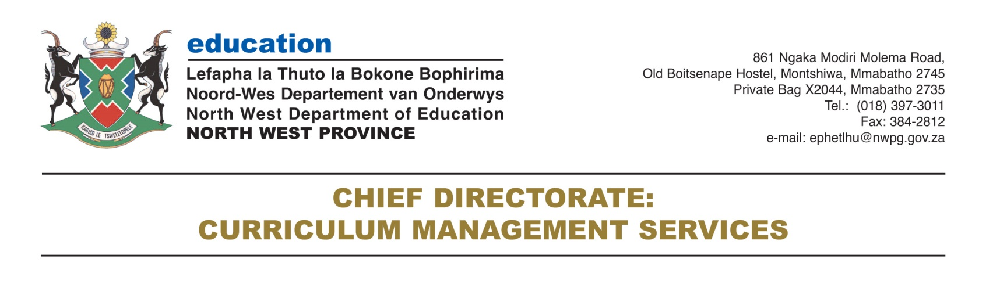 education
Lefapha la Thuto la Bokone Bophirima
Noord-Wes Departement van Onderwys
North West Department of Education
NORTH WEST PROVINCE
KAGISO LE TSWELELOPELE
861 Ngaka Modiri Molema Road,
Old Boitsenape Hostel, Montshiwa, Mmabatho 2745
Private Bag X2044, Mmabatho 2735
Tel.: (018) 397-3011
Fax: 384-2812
e-mail: ephetlhu@nwpg.gov.za
CHIEF DIRECTORATE:
CURRICULUM MANAGEMENT SERVICES